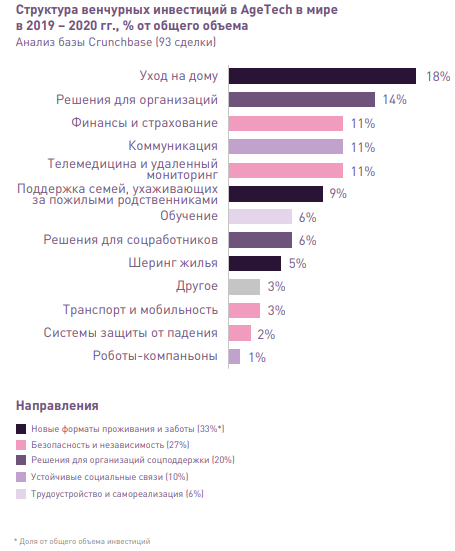 Структура венчурных инвестиций в AgeTech в мире
в 2019 – 2020 гг., % от общего объема
Анализ базы Crunchbase (93 сделки)
Уход на дому 18%
Решения для организаций 14%
Финансы и страхование 11%
Коммуникация 11%
Телемедицина и удаленный
мониторинг 11%
Поддержка семей, ухаживающих
за пожилыми родственниками 9%
Обучение 6%
Решения для соцработников 6%
Шеринг жилья 5%
Другое 3%
Транспорт и мобильность 3%
Системы защиты от падения 2%
Роботы-компаньоны 1%
Направления
Новые форматы проживания и заботы (33%*)
Безопасность и независимость (27%)
Решения для организаций соцподдержки (20%)
Устойчивые социальные связи (10%)
Трудоустройство и самореализация (6%)
* Доля от общего объема инвестиций